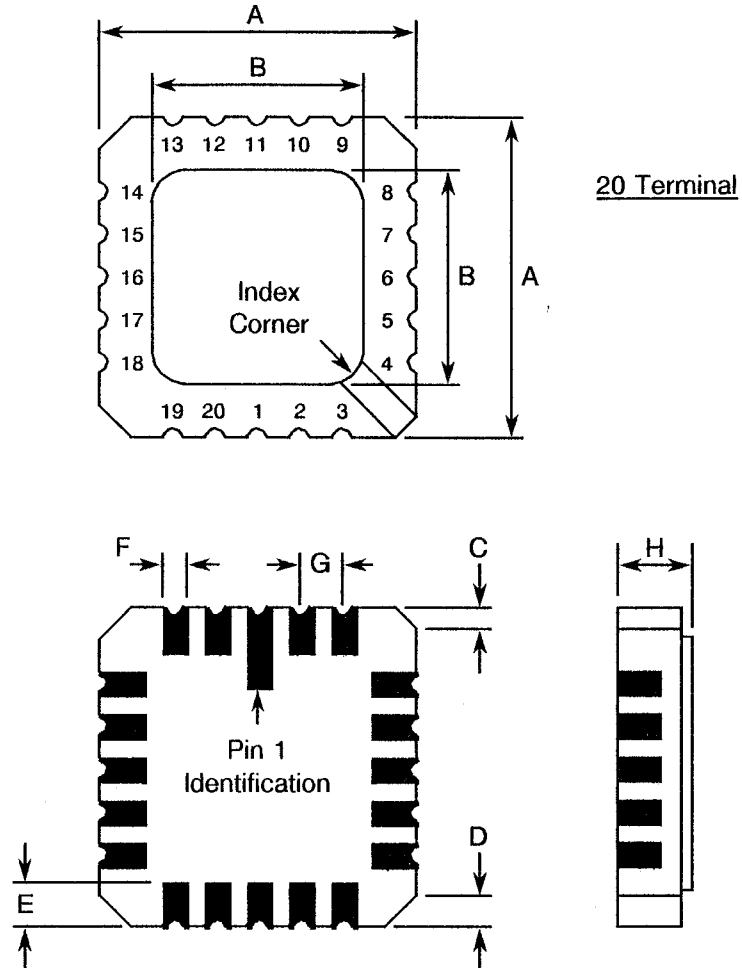 A
B
13 12 11 10 9
14 8
20 Terminal
15 7
16 6
B A
Index
Corner
17 5
18 4
19 20 1 2 3
F G C H
Pin 1
Identification
D
E